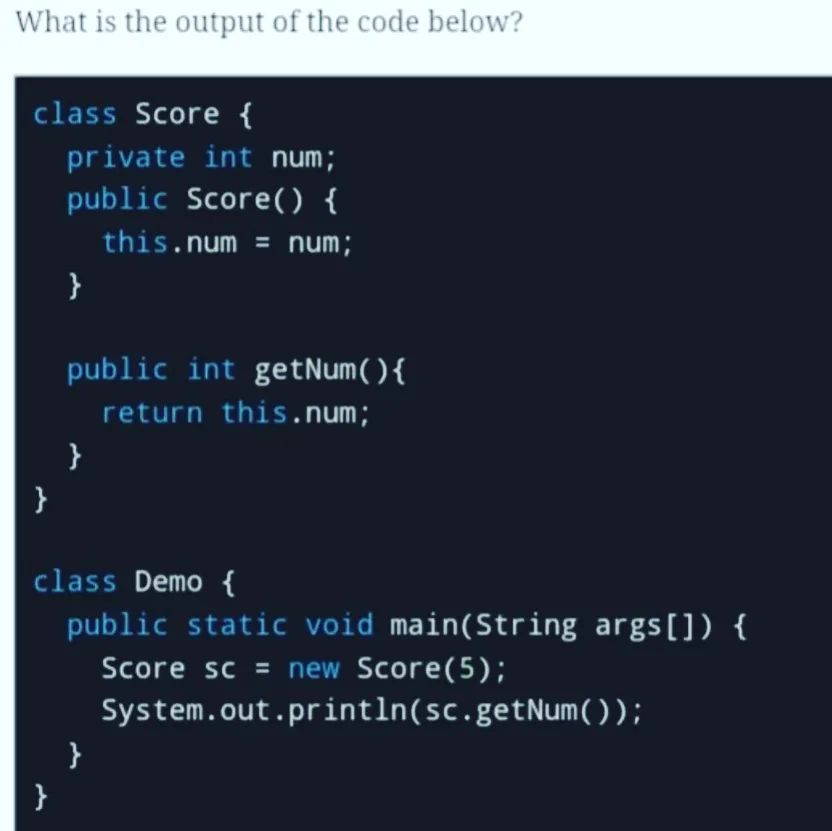 What is the output of the code below?
class Score {
private int num;
public Score() {
this.num = num;
}
public int getNum(){
return this.num;
}
}
class Demo {
public static void main(String args[]) {
Score sc = new Score(5);
System.out.println(sc.getNum());
}
}